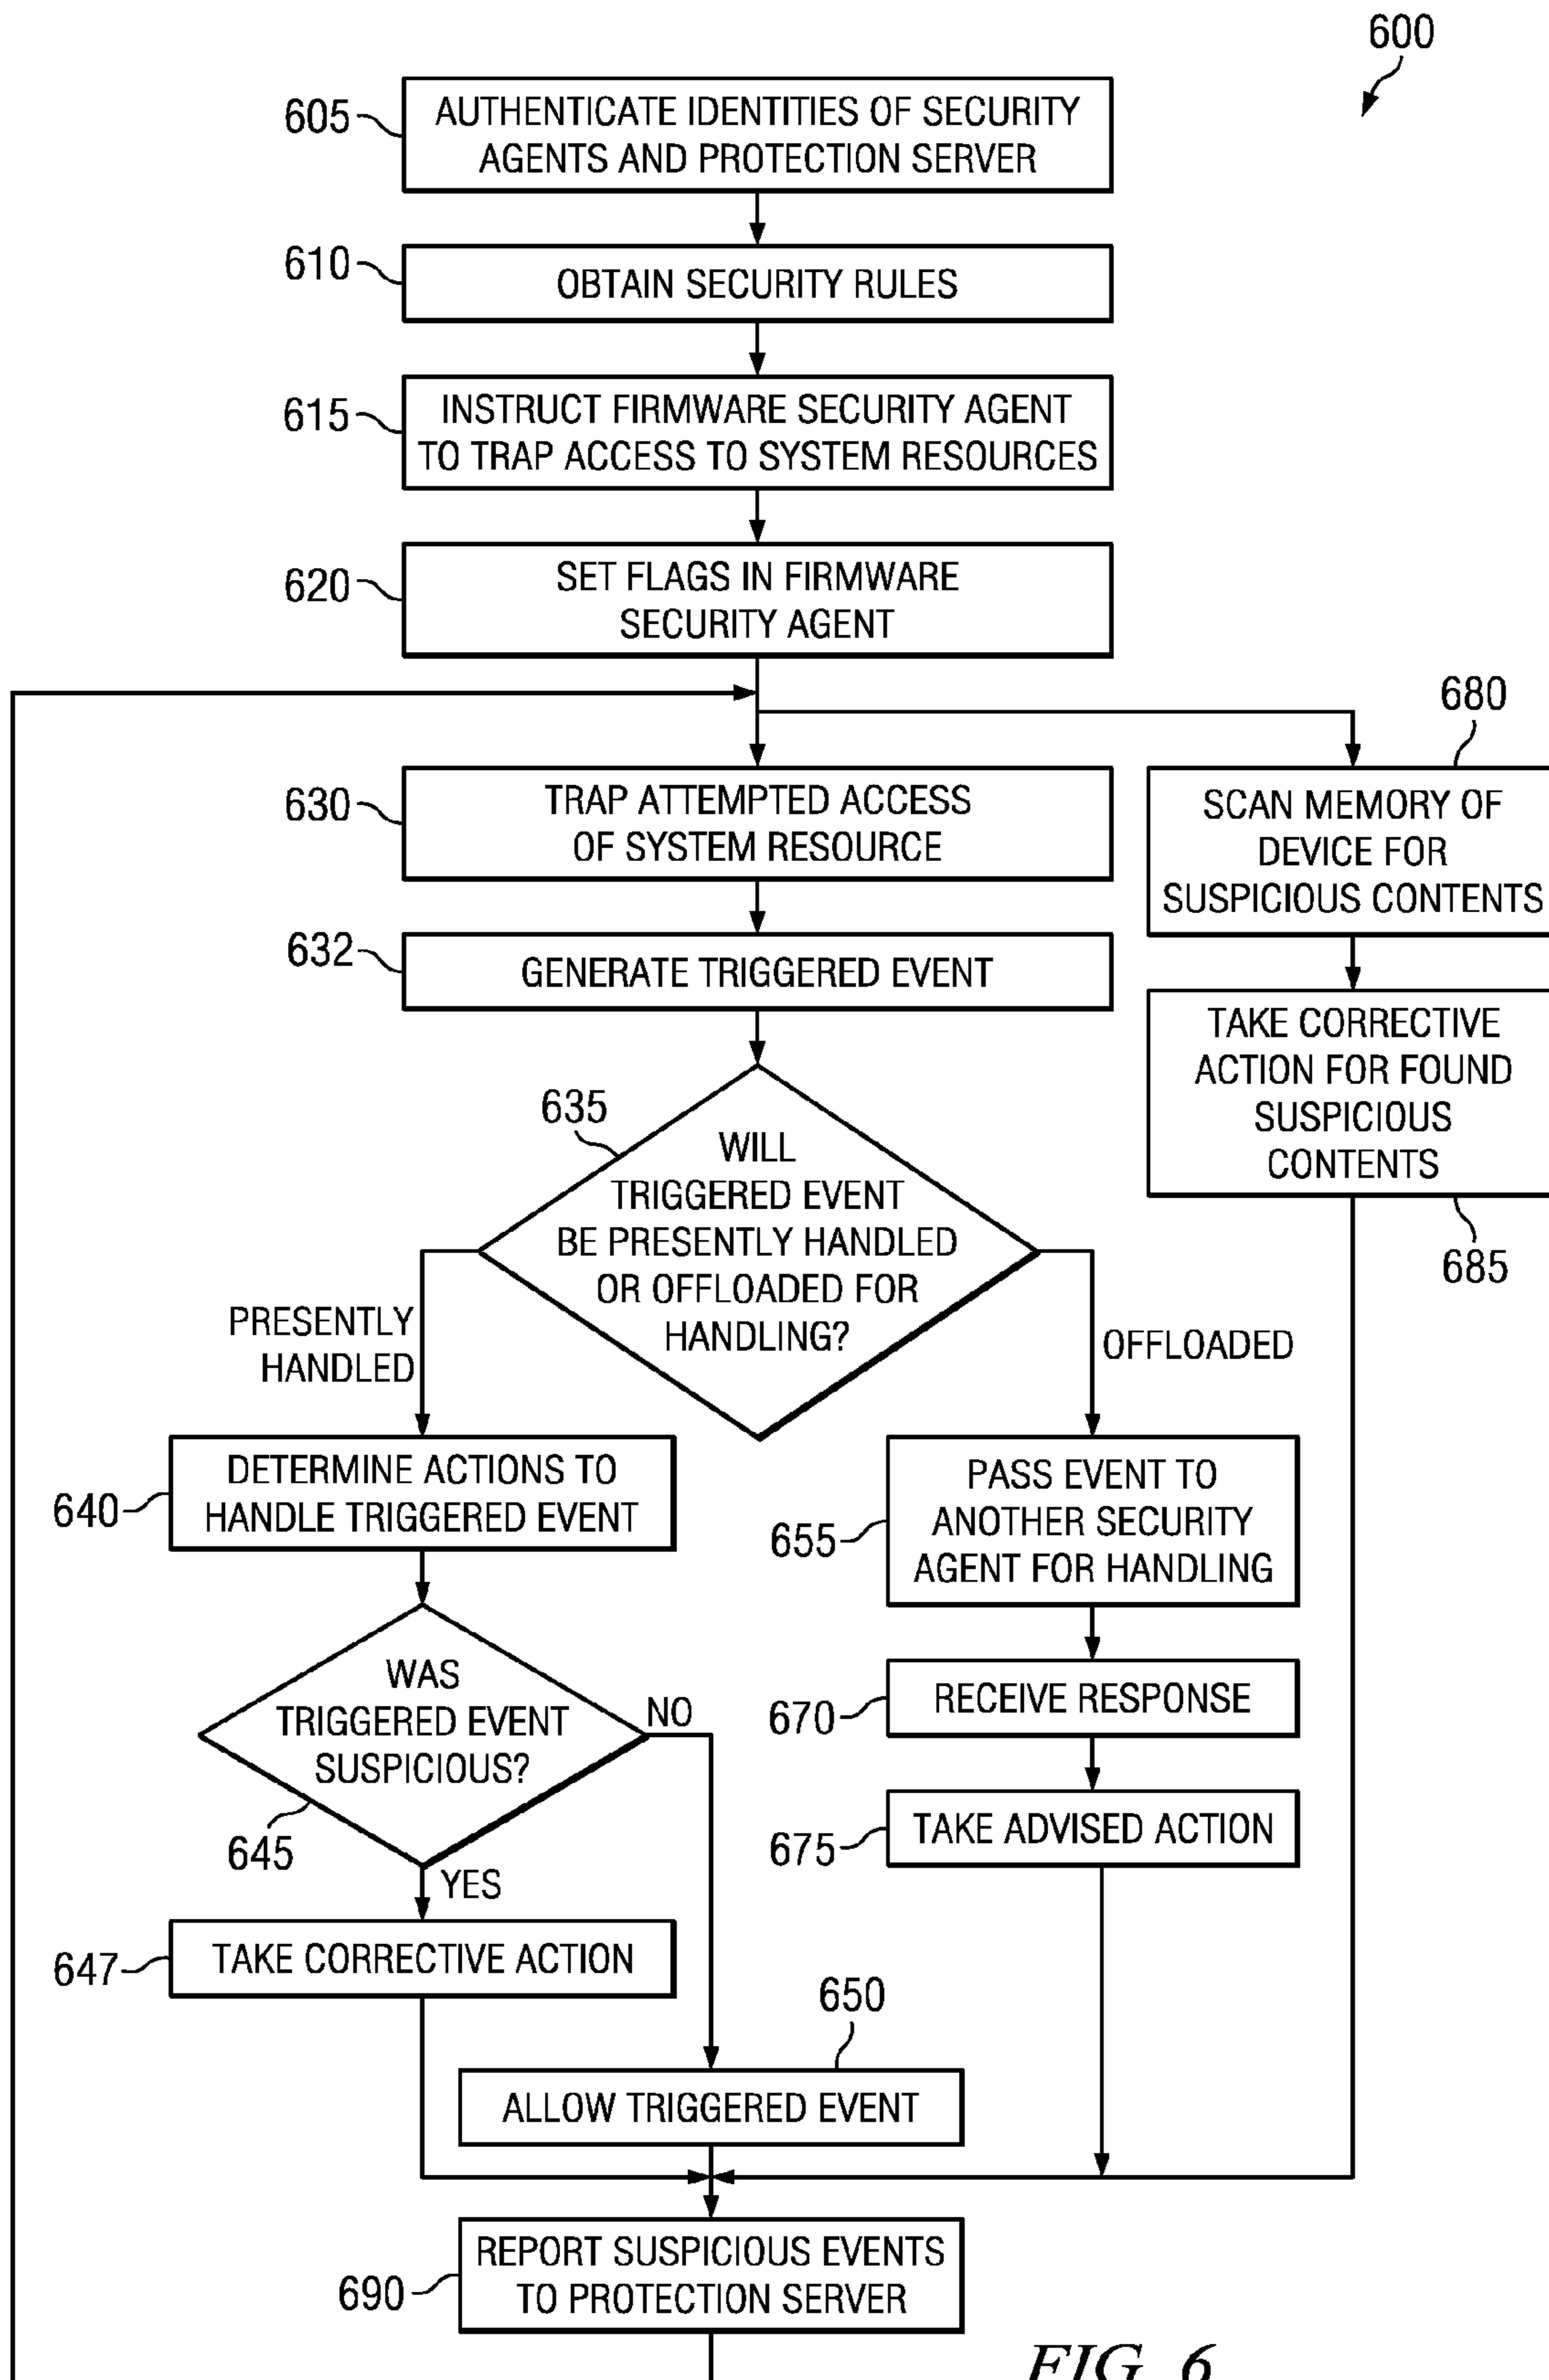 600
605
AUTHENTICATE IDENTITIES OF SECURITY
AGENTS AND PROTECTION SERVER
610
OBTAIN SECURITY RULES
615
INSTRUCT FIRMWARE SECURITY AGENT
TO TRAP ACCESS TO SYSTEM RESOURCES
620
SET FLAGS IN FIRMWARE
SECURITY AGENT
630
TRAP ATTEMPTED ACCESS
OF SYSTEM RESOURCE
680
SCAN MEMORY OF
DEVICE FOR
SUSPICIOUS CONTENTS
632
GENERATE TRIGGERED EVENT
TAKE CORRECTIVE
ACTION FOR FOUND
SUSPICIOUS
CONTENTS
685
635
WILL
TRIGGERED EVENT
BE PRESENTLY HANDLED
OR OFFLOADED FOR
HANDLING?
PRESENTLY
HANDLED
OFFLOADED
640
DETERMINE ACTIONS TO
HANDLE TRIGGERED EVENT
655
PASS EVENT TO
ANOTHER SECURITY
AGENT FOR HANDLING
WAS
TRIGGERED EVENT
SUSPICIOUS?
NO
645
YES
670
RECEIVE RESPONSE
675
TAKE ADVISED ACTION
647
TAKE CORRECTIVE ACTION
650
ALLOW TRIGGERED EVENT
690
REPORT SUSPICIOUS EVENTS
TO PROTECTION SERVER
FIG. 6